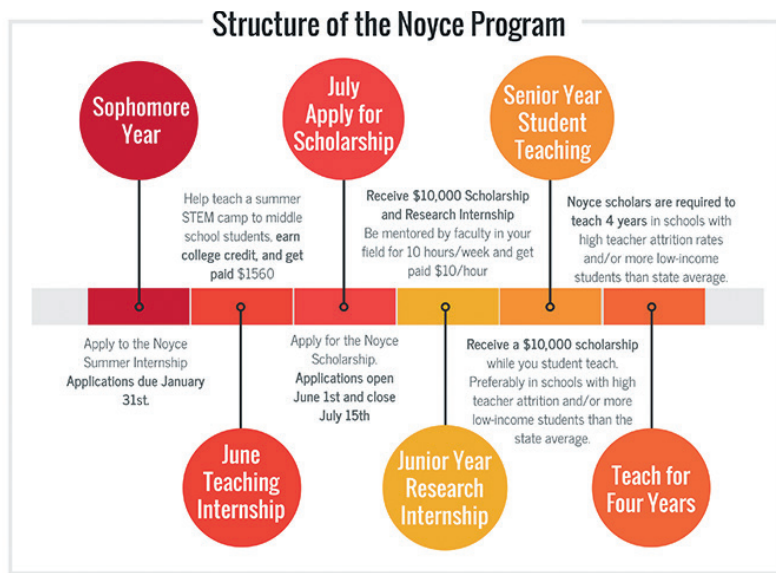 Structure of the Noyce Program
Sophomore
Year
Apply to the Noyce
Summer Internship
Applications due January
31st.
Help teach a summer
STEM camp to middle
school students, earn
college credit, and get
paid $1560
June
Teaching
Internship
July
Apply for
Scholarship
Apply for the Noyce
Scholarship.
Applications open
June 1st and close
July 15th
Receive $10,000 Scholarship
and Research Internship
Be mentored by faculty in your
field for 10 hours/week and get
paid $10/hour
Junior Year
Research
Internship
Senior Year
Student
Teaching
Receive a $10,000 scholarship
while you student teach.
Preferably in schools with high
teacher attrition and/or more
low-income students than the
state average.
Noyce scholars are required to
teach 4 years in schools with
high teacher attrition rates
and/or more low-income
students than state average.
Teach for
Four Years